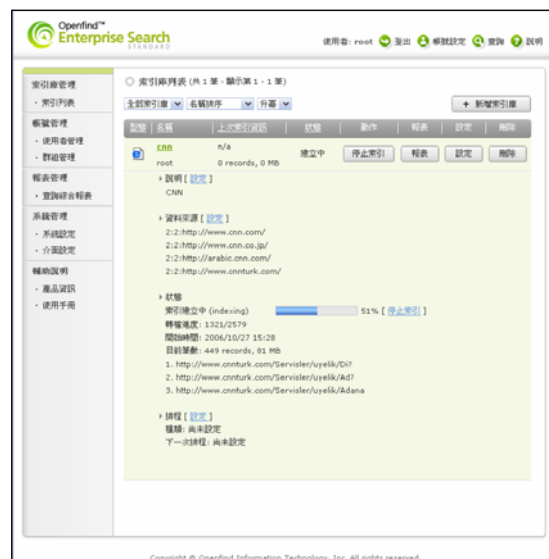 Openfind™
Enterprise Search
STANDARD
使用者: root 登出 帳號設定 查詢 說明
索引庫管理
・索引列表
帳號管理
・使用者管理
・群組管理
報表管理
・查詢綜合報表
系統管理
・系統設定
・介面設定
輔助說明
・產品資訊
・使用手冊
索引庫列表 (共 1 筆 - 顯示第 1 - 1 筆)
全部索引庫 名稱排序 升冪 + 新增索引庫
型態 名稱 上次索引資訊 狀態 動作 報表 設定 刪除
cnn n/a
root 0 records, 0 MB 建立中 停止索引 報表 設定 刪除
說明 [ 設定 ]
CNN
資料來源 [ 設定 ]
2:2:http://www.cnn.com/
2:2:http://www.cnn.co.jp/
2:2:http://arabic.cnn.com/
2:2:http://www.cnnturk.com/
狀態
索引建立中 (indexing) 51% [ 停止索引 ]
轉檔進度: 1321/2579
開始時間: 2006/10/27 15:28
目前筆數: 449 records, 81 MB
1. http://www.cnnturk.com/Servisler/uyelik/Di?
2. http://www.cnnturk.com/Servisler/uyelik/Ad?
3. http://www.cnnturk.com/Servisler/uyelik/Adana
排程 [ 設定 ]
種類: 尚未設定
下一次排程: 尚未設定
Copyright © Openfind Information Technology, Inc. All rights reserved.